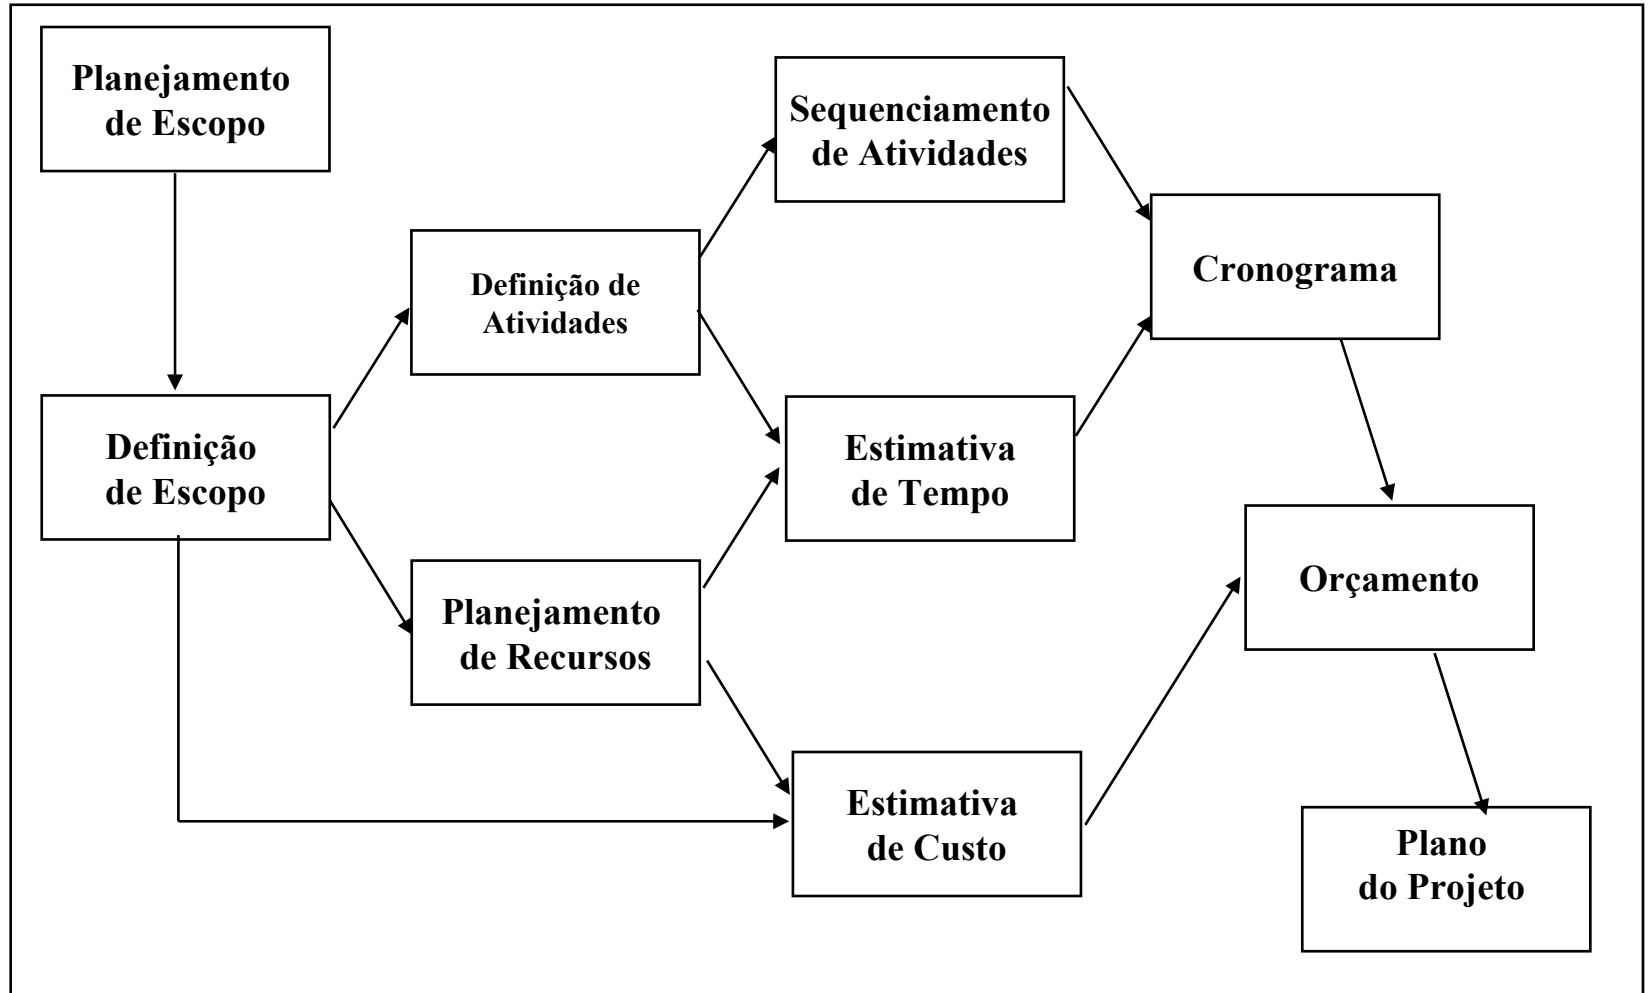 Planejamento
de Escopo
Definição
de Escopo
Definição de
Atividades
Planejamento
de Recursos
Sequenciamento
de Atividades
Estimativa
de Tempo
Estimativa
de Custo
Cronograma
Orçamento
Plano
do Projeto